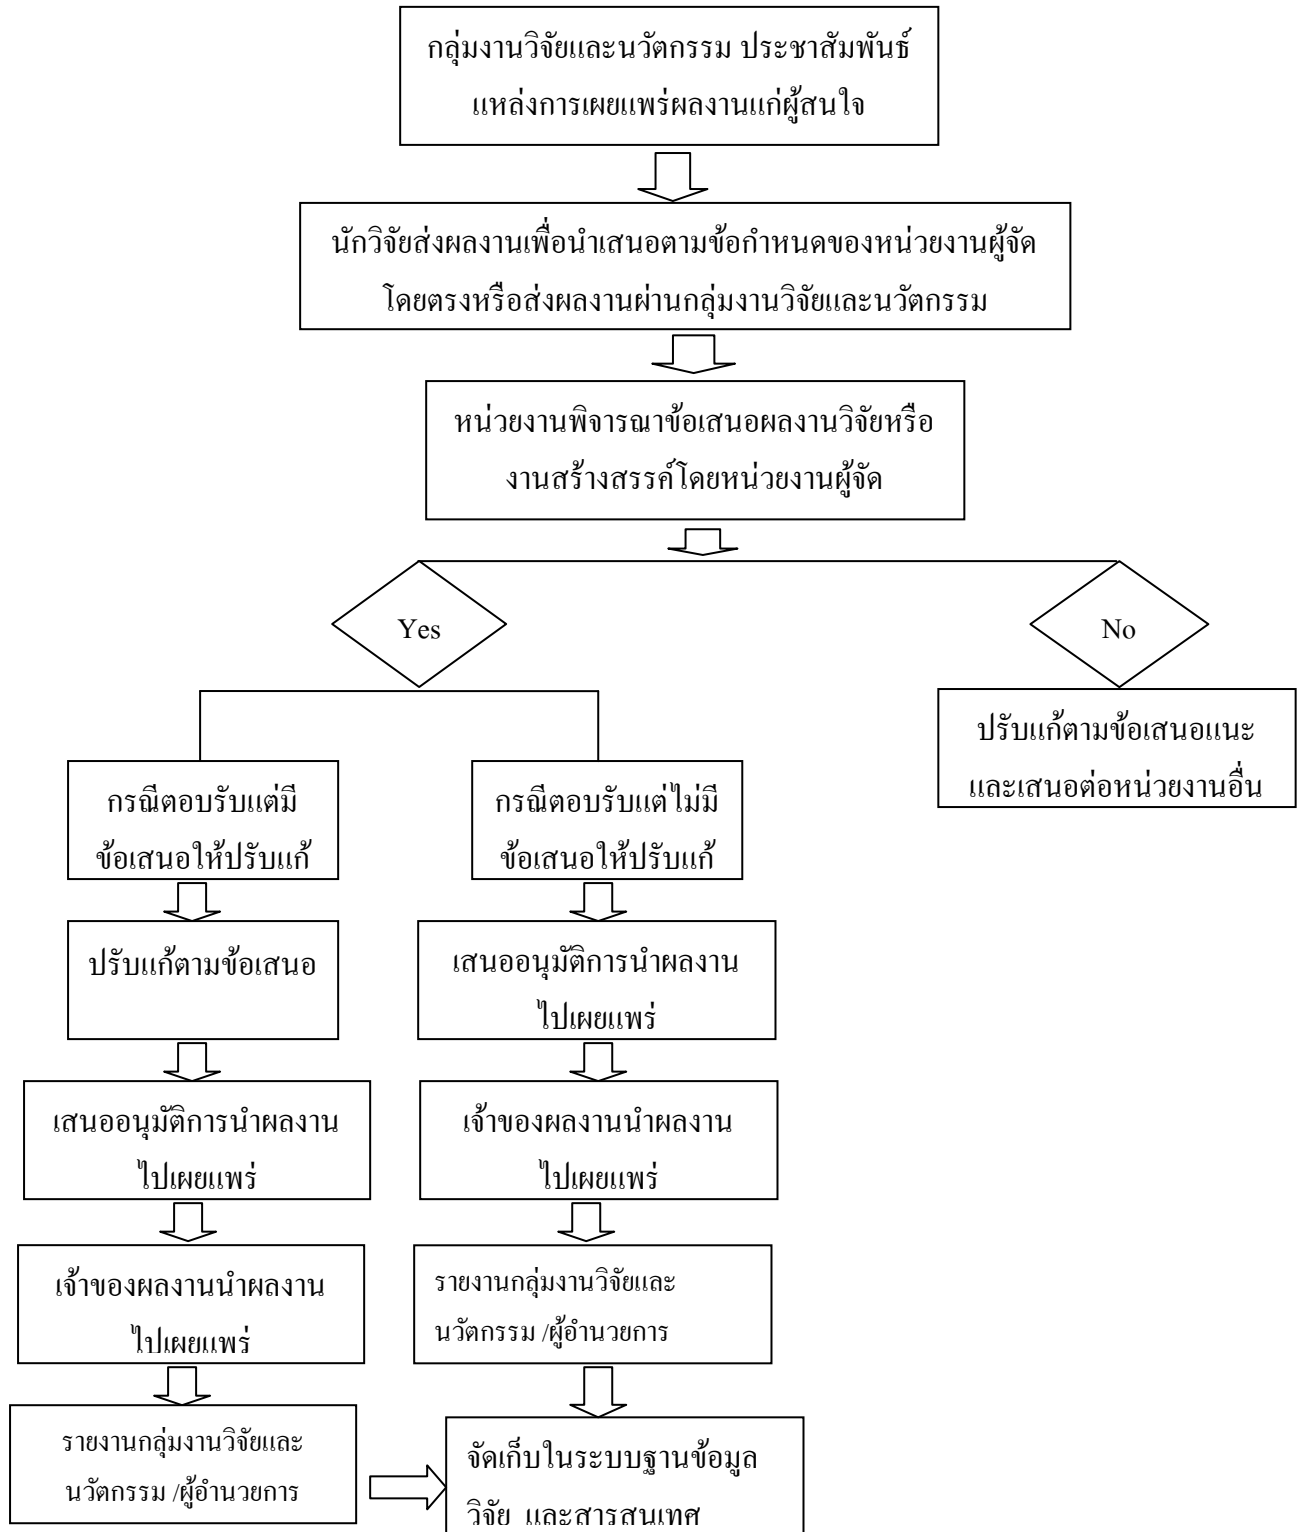 กลุ่มงานวิจัยและนวัตกรรม ประชาสัมพันธ์
แหล่งการเผยแพร่ผลงานแก่ผู้สนใจ
นักวิจัยส่งผลงานเพื่อนำเสนอตามข้อกำหนดของหน่วยงานผู้จัด
โดยตรงหรือส่งผลงานผ่านกลุ่มงานวิจัยและนวัตกรรม
หน่วยงานพิจารณาข้อเสนอผลงานวิจัยหรือ
งานสร้างสรรค์โดยหน่วยงานผู้จัด
Yes
No
ปรับแก้ตามข้อเสนอแนะ
และเสนอต่อหน่วยงานอื่น
กรณีตอบรับแต่มี
ข้อเสนอให้ปรับแก้
กรณีตอบรับแต่ไม่มี
ข้อเสนอให้ปรับแก้
ปรับแก้ตามข้อเสนอ
เสนออนุมัติการนำผลงาน
ไปเผยแพร่
เสนออนุมัติการนำผลงาน
ไปเผยแพร่
เจ้าของผลงานนำผลงาน
ไปเผยแพร่
เจ้าของผลงานนำผลงาน
ไปเผยแพร่
รายงานกลุ่มงานวิจัยและ
นวัตกรรม /ผู้อำนวยการ
รายงานกลุ่มงานวิจัยและ
นวัตกรรม /ผู้อำนวยการ
จัดเก็บในระบบฐานข้อมูล
วิจัย และสารสนเทศ